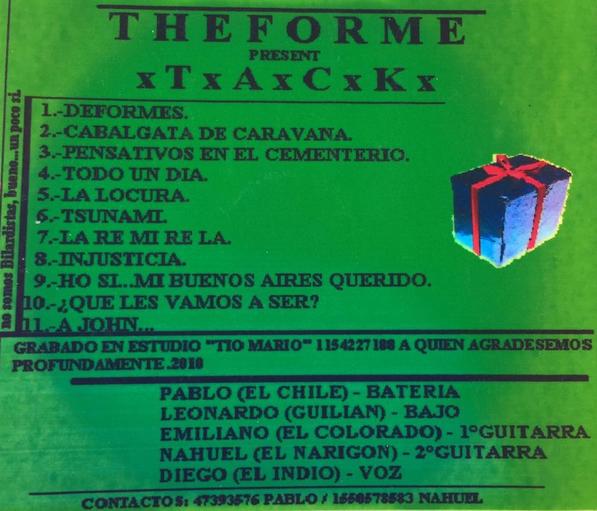 THEFORME
PRESENT
xTxAxCxKx
1.-DEFORMES.
2.-CABALGATA DE CARAVANA.
3.-PENSATIVOS EN EL CEMENTERIO.
4.-TODO UN DIA.
5.-LA LOCURA.
6.-TSUNAMI.
7.-LA RE MI RE LA.
8.-INJUSTICIA.
9.-HO SI...MI BUENOS AIRES QUERIDO.
10.-¿QUE LES VAMOS A SER?
11.-A JOHN...
no somos Bilardistas, bueno...un poco si.
GRABADO EN ESTUDIO "TIO MARIO" 1154227188 A QUIEN AGRADESEMOS
PROFUNDAMENTE.2010
PABLO (EL CHILE) - BATERIA
LEONARDO (GUILIAN) - BAJO
EMILIANO (EL COLORADO) - 1°GUITARRA
NAHUEL (EL NARIGON) - 2°GUITARRA
DIEGO (EL INDIO) - VOZ
CONTACTOS: 47393576 PABLO / 1550578583 NAHUEL